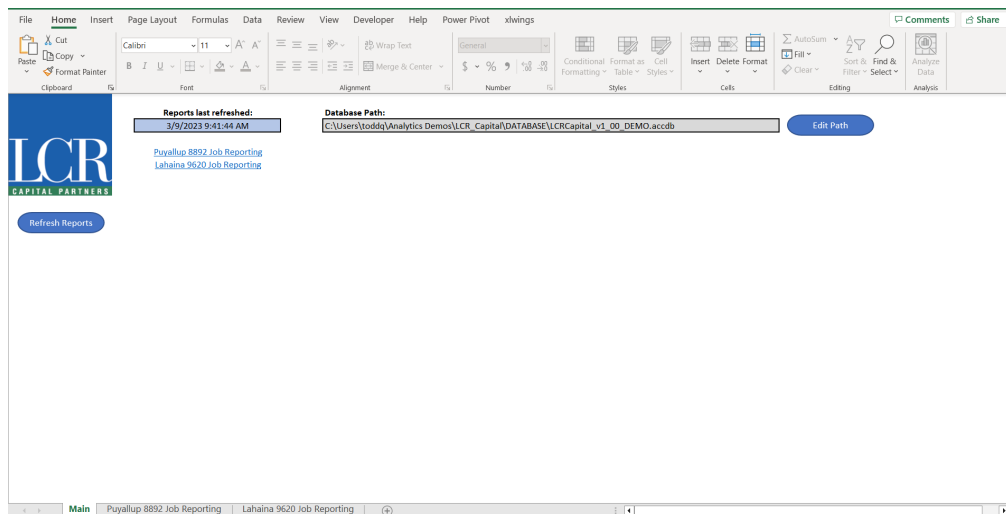 File Home Insert Page Layout Formulas Data Review View Developer Help Power Pivot xlwings Comments Share
Paste
Cut
Copy
Format Painter
Clipboard
Calibri 11 A^ Aˇ
B I U A
Font
Wrap Text
Merge & Center
Alignment
General
$ % 9
Number
Conditional Formatting
Format as Table
Cell Styles
Styles
Insert Delete Format
Cells
AutoSum
Fill
Clear
Sort & Filter
Find & Select
Editing
Analyze Data
Analysis
LCR
CAPITAL PARTNERS
Refresh Reports
Reports last refreshed:
3/9/2023 9:41:44 AM
Puyallup 8892 Job Reporting
Lahaina 9620 Job Reporting
Database Path:
C:\Users\toddq\Analytics Demos\LCR_Capital\DATABASE\LCRCapital_v1_00_DEMO.accdb
Edit Path
Main Puyallup 8892 Job Reporting Lahaina 9620 Job Reporting